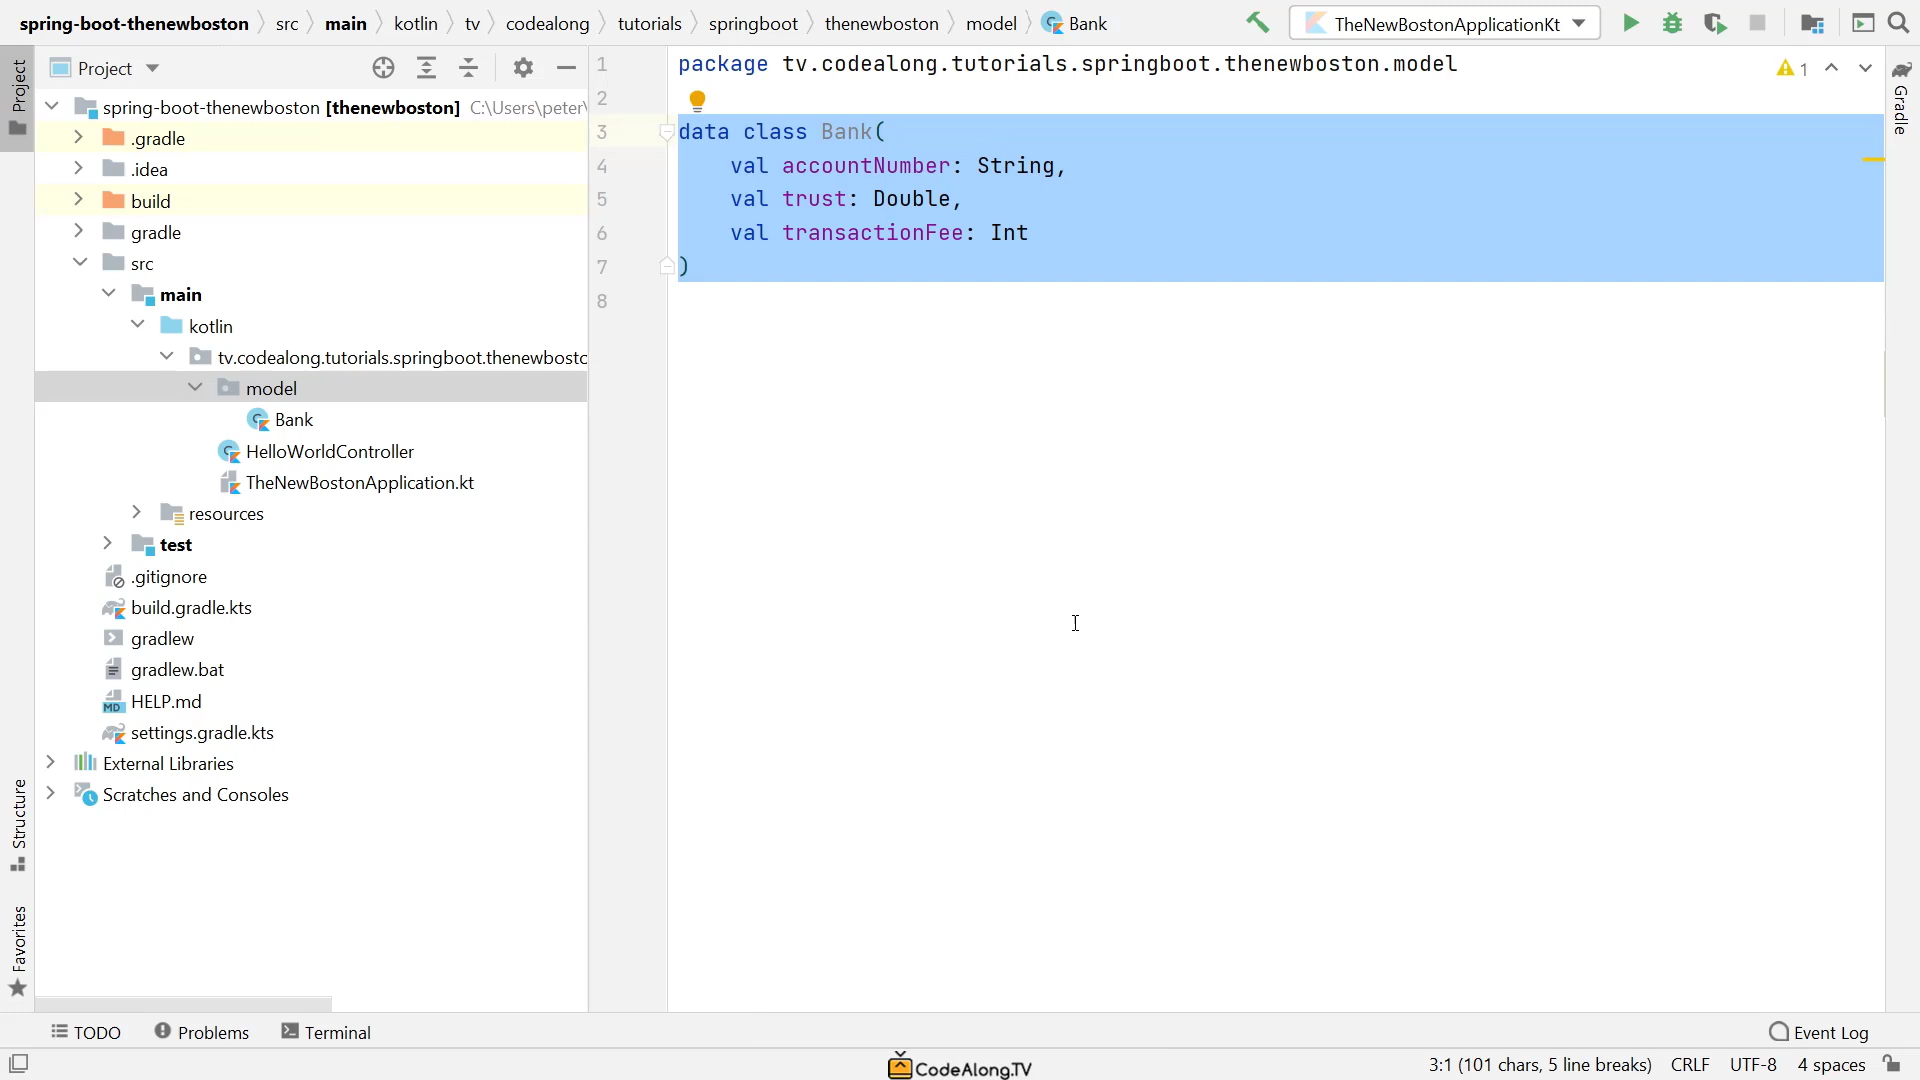 spring-boot-thenewboston src main kotlin tv codealong tutorials springboot thenewboston model Bank
TheNewBostonApplicationKt
Project
Project
spring-boot-thenewboston [thenewboston] C:\Users\peter\
.gradle
.idea
build
gradle
src
main
kotlin
tv.codealong.tutorials.springboot.thenewbosto
model
Bank
HelloWorldController
TheNewBostonApplication.kt
resources
test
.gitignore
build.gradle.kts
gradlew
gradlew.bat
MD HELP.md
settings.gradle.kts
External Libraries
Scratches and Consoles
Structure
Favorites
1 package tv.codealong.tutorials.springboot.thenewboston.model
2
3 data class Bank(
4 val accountNumber: String,
5 val trust: Double,
6 val transactionFee: Int
7 )
8
1
Gradle
TODO Problems Terminal
Event Log
CodeAlong.TV
3:1 (101 chars, 5 line breaks) CRLF UTF-8 4 spaces